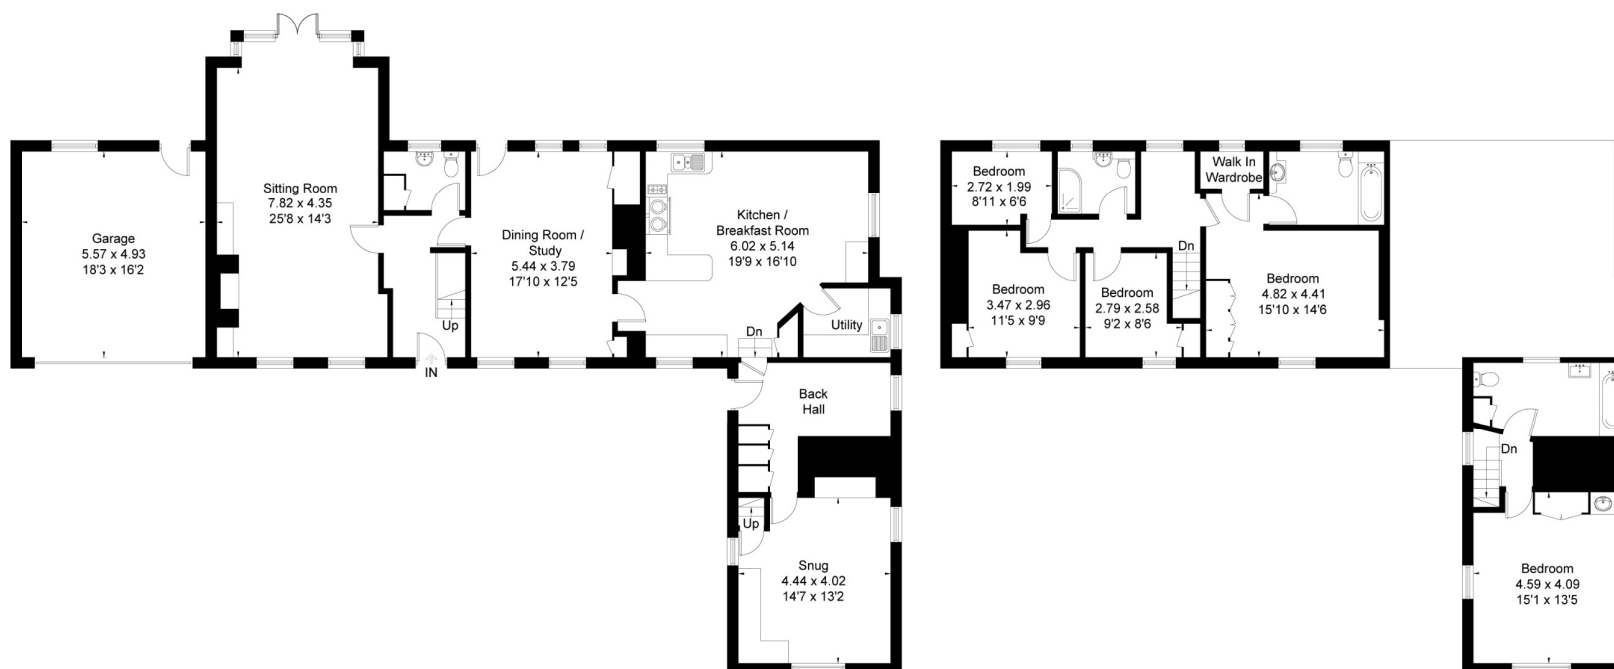 Garage
5.57 x 4.93
18'3 x 16'2
Sitting Room
7.82 x 4.35
25'8 x 14'3
Up
IN
Dining Room /
Study
5.44 x 3.79
17'10 x 12'5
Kitchen /
Breakfast Room
6.02 x 5.14
19'9 x 16'10
Utility
Dn
Back
Hall
Up
Snug
4.44 x 4.02
14'7 x 13'2
Bedroom
2.72 x 1.99
8'11 x 6'6
Walk In
Wardrobe
Bedroom
3.47 x 2.96
11'5 x 9'9
Bedroom
2.79 x 2.58
9'2 x 8'6
Dn
Bedroom
4.82 x 4.41
15'10 x 14'6
Dn
Bedroom
4.59 x 4.09
15'1 x 13'5